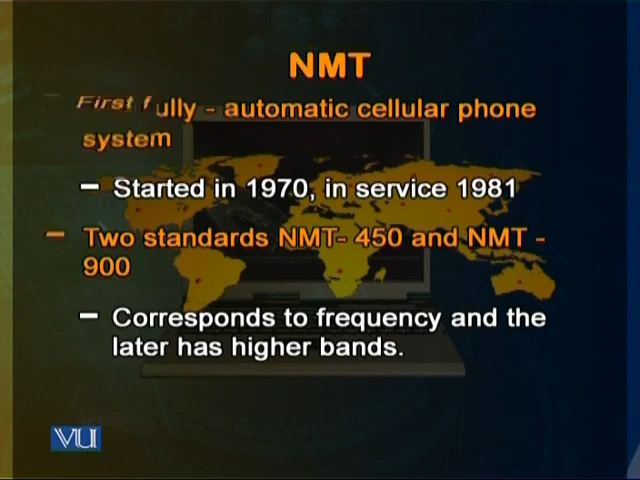 NMT
– First fully - automatic cellular phone
system
– Started in 1970, in service 1981
– Two standards NMT- 450 and NMT -
900
– Corresponds to frequency and the
later has higher bands.
VU